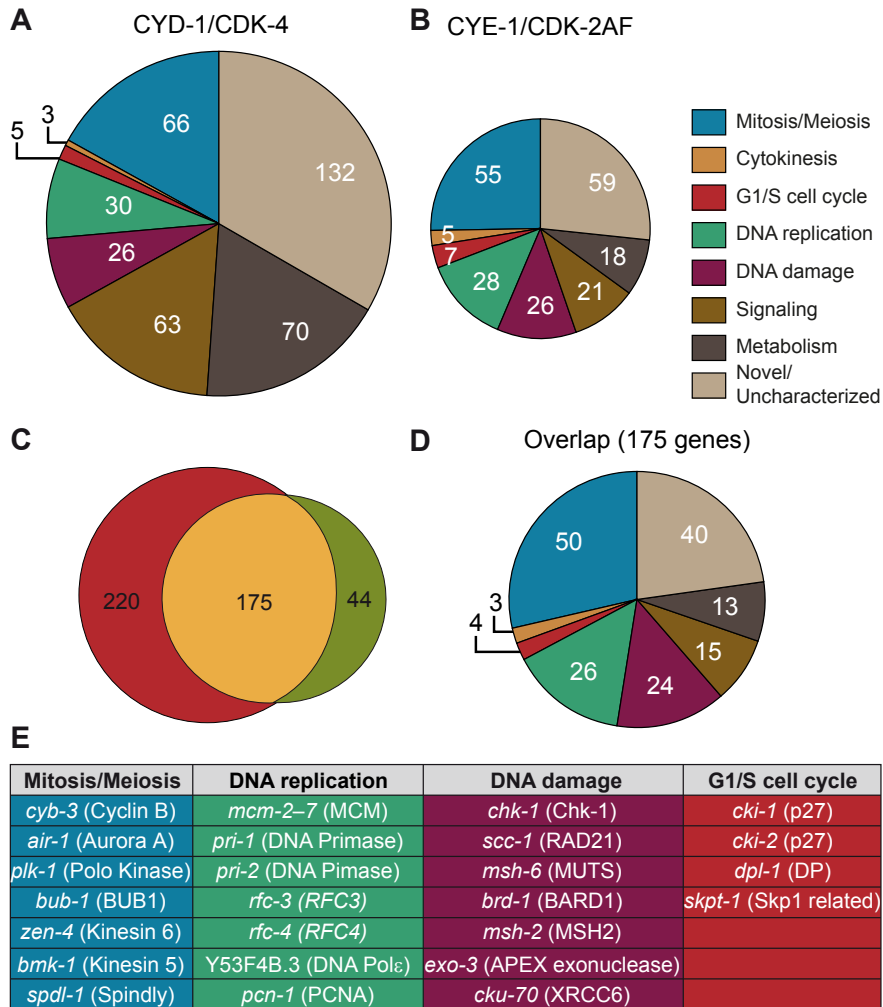 A
CYD-1/CDK-4
B
CYE-1/CDK-2AF
3
5
66
132
30
26
63
70
55
59
5
7
18
28
21
26
Mitosis/Meiosis
Cytokinesis
G1/S cell cycle
DNA replication
DNA damage
Signaling
Metabolism
Novel/
Uncharacterized
C
220
175
44
D
Overlap (175 genes)
50
40
3
4
13
15
26
24
E
Mitosis/Meiosis DNA replication DNA damage G1/S cell cycle
cyb-3 (Cyclin B) mcm-2–7 (MCM) chk-1 (Chk-1) cki-1 (p27)
air-1 (Aurora A) pri-1 (DNA Primase) scc-1 (RAD21) cki-2 (p27)
plk-1 (Polo Kinase) pri-2 (DNA Pimase) msh-6 (MUTS) dpl-1 (DP)
bub-1 (BUB1) rfc-3 (RFC3) brd-1 (BARD1) skpt-1 (Skp1 related)
zen-4 (Kinesin 6) rfc-4 (RFC4) msh-2 (MSH2)
bmk-1 (Kinesin 5) Y53F4B.3 (DNA Polε) exo-3 (APEX exonuclease)
spdl-1 (Spindly) pcn-1 (PCNA) cku-70 (XRCC6)